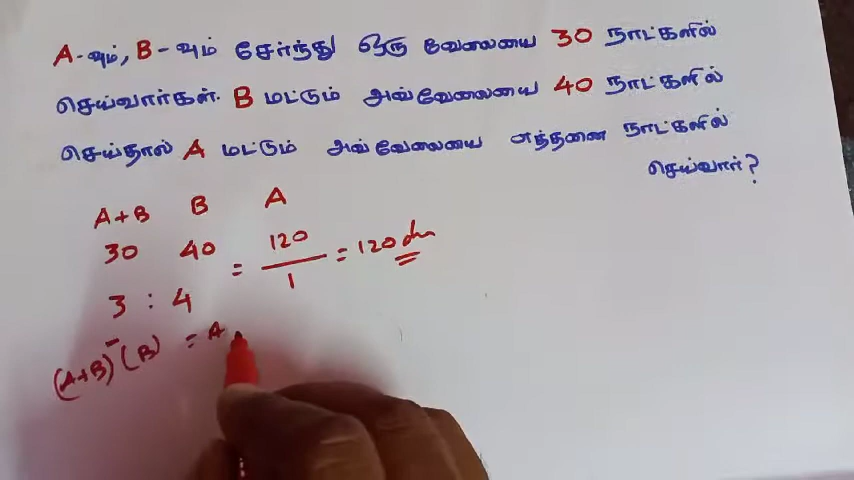 A-வும், B-வும் சேர்ந்து ஒரு வேலையை 30 நாட்களில்
செய்வார்கள். B மட்டும் அவ்வேலையை 40 நாட்களில்
செய்தால் A மட்டும் அவ்வேலையை எத்தனை நாட்களில்
செய்வார்?
A+B B A
30 40 = 120/1 = 120
3 : 4
(A+B) - (B) = A